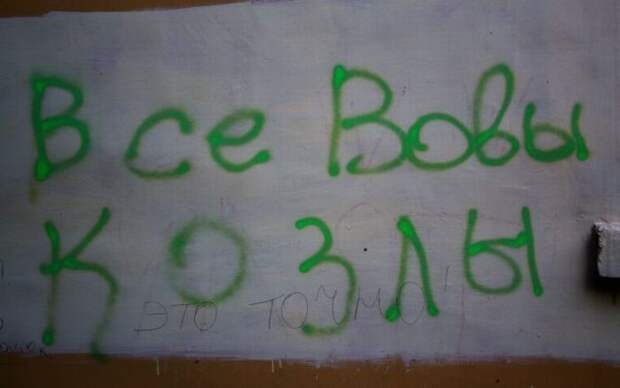 Все Вовы
козлы
это точно!